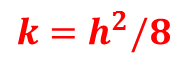 k = h²/8